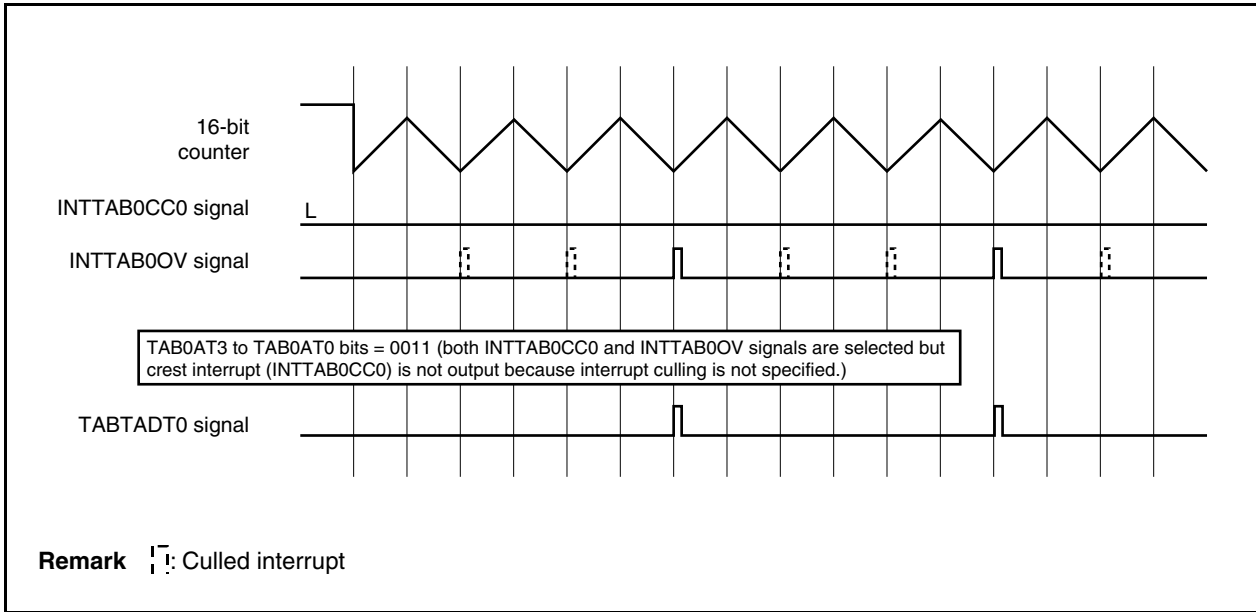 16-bit
counter
INTTAB0CC0 signal
L
INTTAB0OV signal
TAB0AT3 to TAB0AT0 bits = 0011 (both INTTAB0CC0 and INTTAB0OV signals are selected but
crest interrupt (INTTAB0CC0) is not output because interrupt culling is not specified.)
TABTADT0 signal
Remark : Culled interrupt